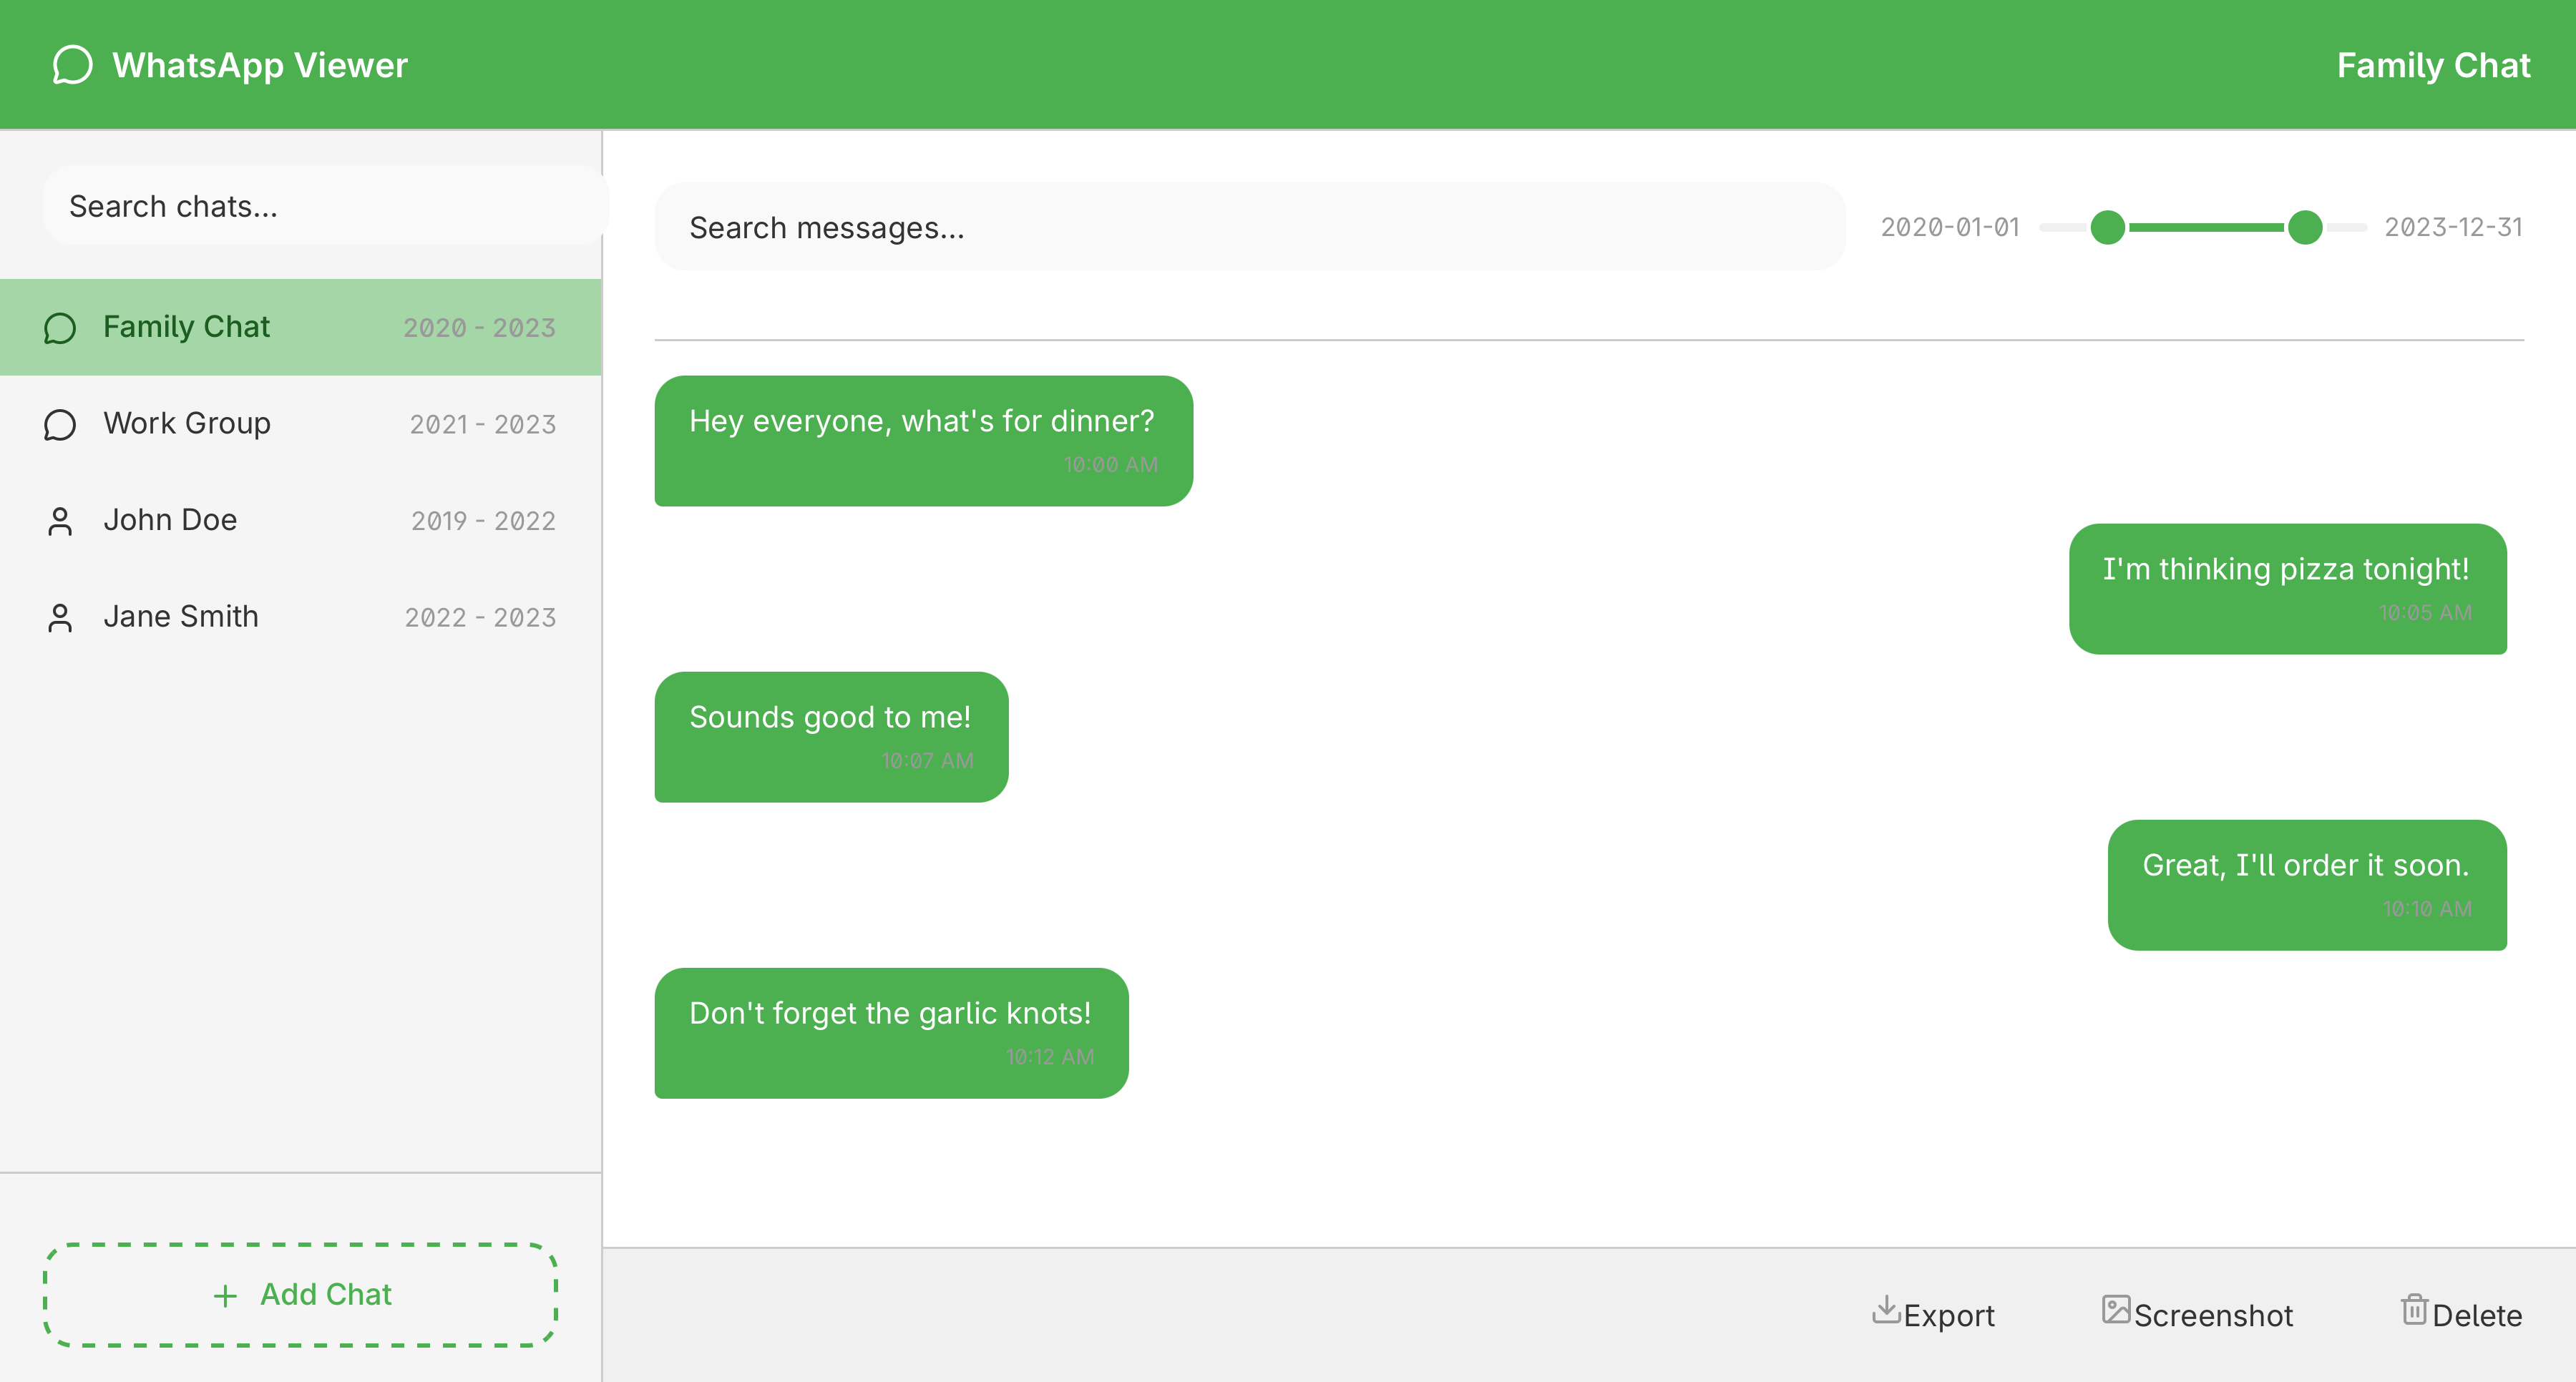 WhatsApp Viewer
Family Chat
Search chats...
Family Chat 2020 - 2023
Work Group 2021 - 2023
John Doe 2019 - 2022
Jane Smith 2022 - 2023
Add Chat
Search messages...
2020-01-01 2023-12-31
Hey everyone, what's for dinner?
10:00 AM
I'm thinking pizza tonight!
10:05 AM
Sounds good to me!
10:07 AM
Great, I'll order it soon.
10:10 AM
Don't forget the garlic knots!
10:12 AM
Export Screenshot Delete